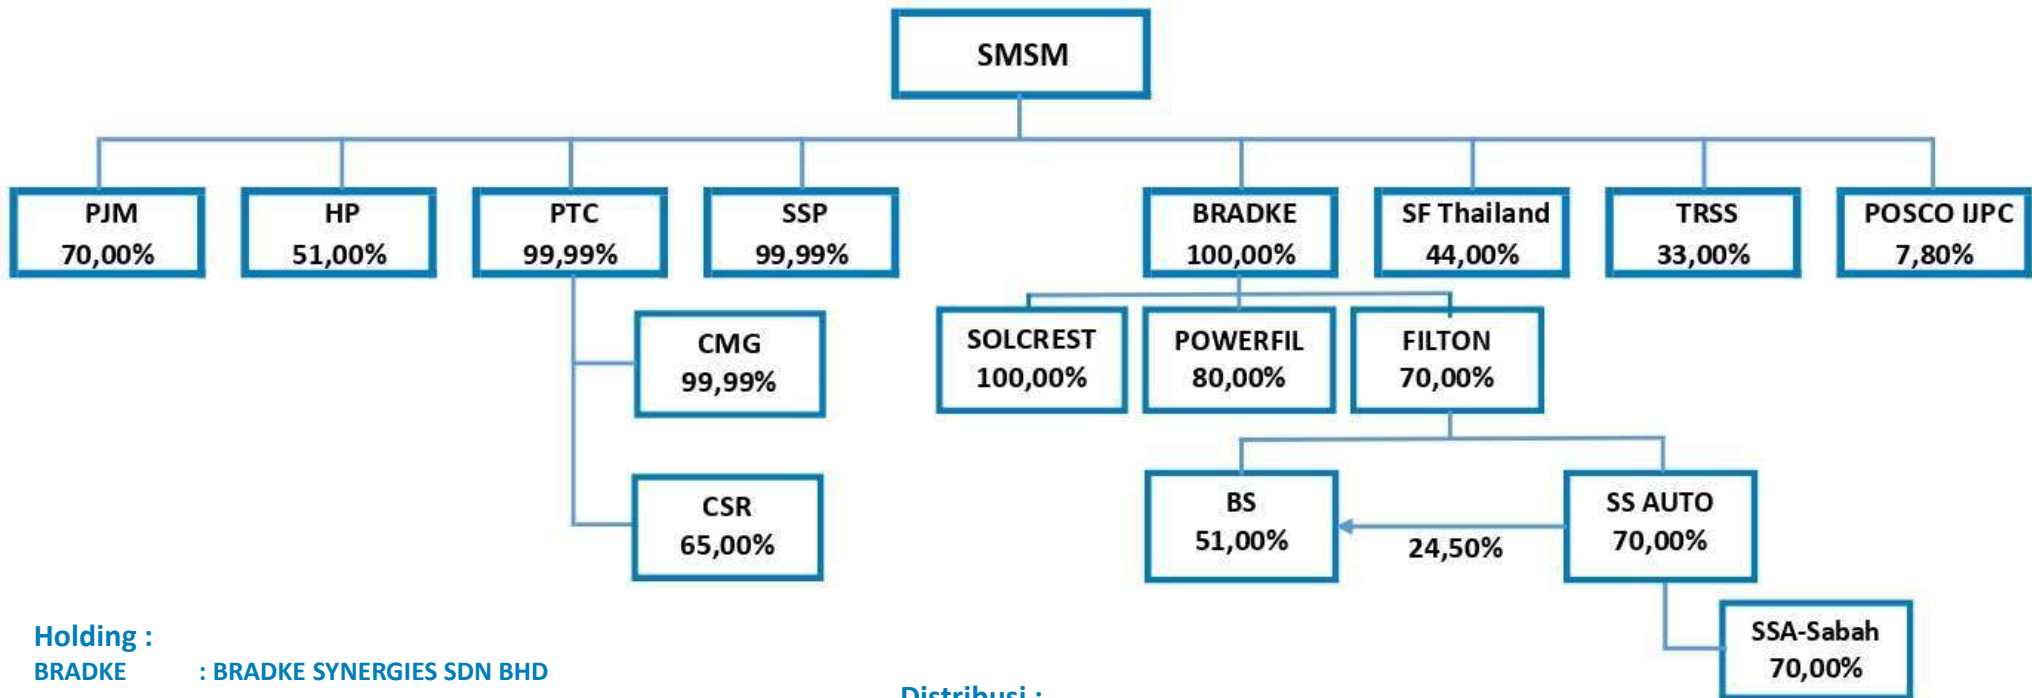 SMSM
PJM
70,00%
HP
51,00%
PTC
99,99%
SSP
99,99%
BRADKE
100,00%
SF Thailand
44,00%
TRSS
33,00%
POSCO IJPC
7,80%
CMG
99,99%
SOLCREST
100,00%
POWERFIL
80,00%
FILTON
70,00%
CSR
65,00%
BS
51,00%
24,50%
SS AUTO
70,00%
SSA-Sabah
70,00%
Holding :
BRADKE : BRADKE SYNERGIES SDN BHD
Distribusi :